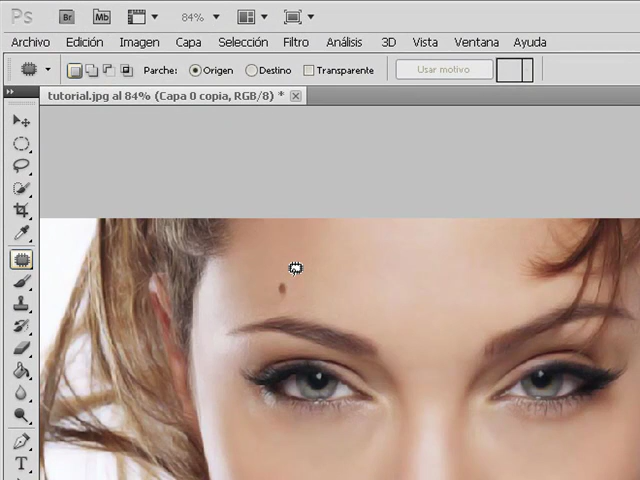 Ps Br Mb 84%
Archivo Edición Imagen Capa Selección Filtro Análisis 3D Vista Ventana Ayuda
Parche: Origen Destino Transparente Usar motivo
tutorial.jpg al 84% (Capa 0 copia, RGB/8) *
T